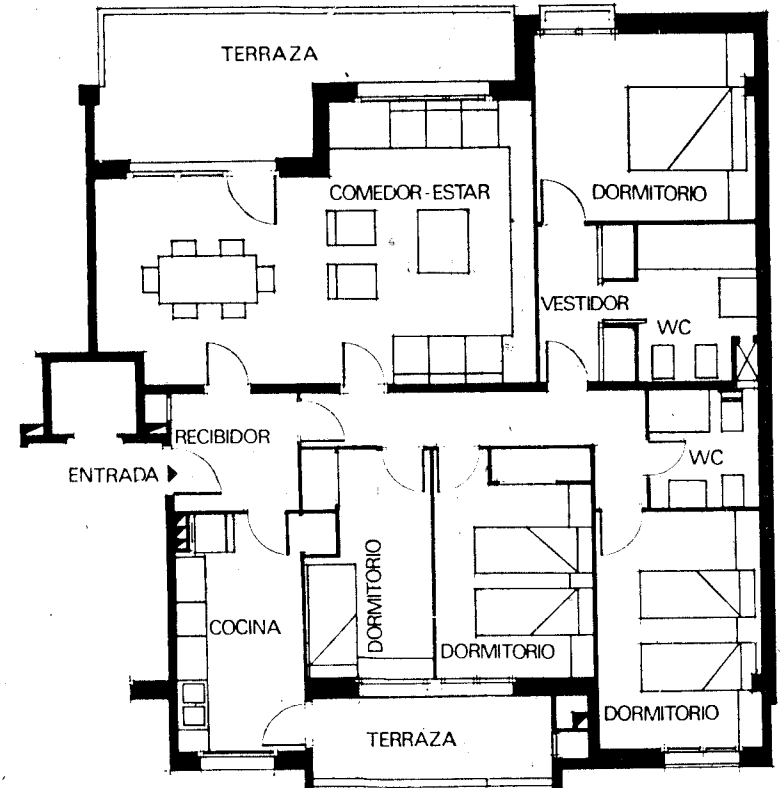 TERRAZA
COMEDOR-ESTAR
DORMITORIO
VESTIDOR
WC
RECIBIDOR
ENTRADA
WC
COCINA
DORMITORIO
DORMITORIO
DORMITORIO
TERRAZA